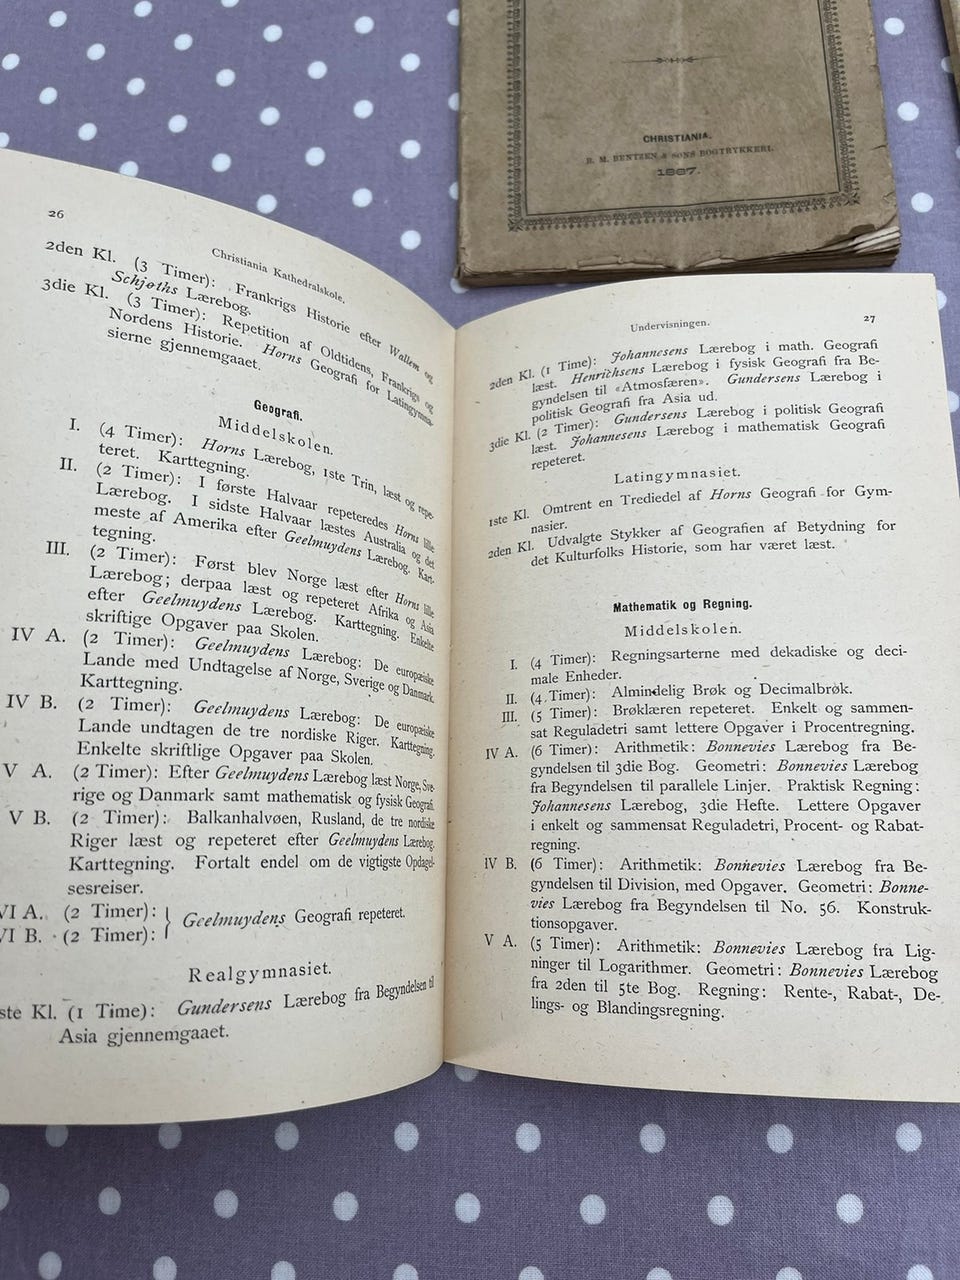 CHRISTIANIA.
B. M. BENTZEN & SØNS BOGTRYKKERI.
1887.
26
Christiania Kathedralskole.
2den Kl. (3 Timer): Frankrigs Historie efter Wallem og
Schjøths Lærebog.
3die Kl. (3 Timer): Repetition af Oldtidens, Frankrigs og
Nordens Historie. Horns Geografi for Latingymna-
sierne gjennemgaaet.
Geografi.
Middelskolen.
I. (4 Timer): Horns Lærebog, 1ste Trin, læst og repe-
teret. Karttegning.
II. (2 Timer): I første Halvaar repeteredes Horns lille
Lærebog. I sidste Halvaar læstes Australia og det
meste af Amerika efter Geelmuydens Lærebog. Kart-
tegning.
III. (2 Timer): Først blev Norge læst efter Horns lille
Lærebog; derpaa læst og repeteret Afrika og Asia
efter Geelmuydens Lærebog. Karttegning. Enkelte
skriftige Opgaver paa Skolen.
IV A. (2 Timer): Geelmuydens Lærebog: De europæiske
Lande med Undtagelse af Norge, Sverige og Danmark.
Karttegning.
IV B. (2 Timer): Geelmuydens Lærebog: De europæiske
Lande undtagen de tre nordiske Riger. Karttegning.
Enkelte skriftlige Opgaver paa Skolen.
V A. (2 Timer): Efter Geelmuydens Lærebog læst Norge, Sve-
rige og Danmark samt mathematisk og fysisk Geografi.
V B. (2 Timer): Balkanhalvøen, Rusland, de tre nordiske
Riger læst og repeteret efter Geelmuydens Lærebog.
Karttegning. Fortalt endel om de vigtigste Opdagel-
sesreiser.
VI A. (2 Timer): } Geelmuydens Geografi repeteret.
VI B. (2 Timer):
Realgymnasiet.
ste Kl. (1 Time): Gundersens Lærebog fra Begyndelsen til
Asia gjennemgaaet.
Undervisningen. 27
2den Kl. (1 Time): Johannesens Lærebog i math. Geografi
læst. Henrichsens Lærebog i fysisk Geografi fra Be-
gyndelsen til «Atmosfæren». Gundersens Lærebog i
politisk Geografi fra Asia ud.
3die Kl. (2 Timer): Gundersens Lærebog i politisk Geografi
læst. Johannesens Lærebog i mathematisk Geografi
repeteret.
Latingymnasiet.
1ste Kl. Omtrent en Trediedel af Horns Geografi for Gym-
nasier.
2den Kl. Udvalgte Stykker af Geografien af Betydning for
det Kulturfolks Historie, som har været læst.
Mathematik og Regning.
Middelskolen.
I. (4 Timer): Regningsarterne med dekadiske og deci-
male Enheder.
II. (4 Timer): Almindelig Brøk og Decimalbrøk.
III. (5 Timer): Brøklæren repeteret. Enkelt og sammen-
sat Reguladetri samt lettere Opgaver i Procentregning.
IV A. (6 Timer): Arithmetik: Bonnevies Lærebog fra Be-
gyndelsen til 3die Bog. Geometri: Bonnevies Lærebog
fra Begyndelsen til parallele Linjer. Praktisk Regning:
Johannesens Lærebog, 3die Hefte. Lettere Opgaver
i enkelt og sammensat Reguladetri, Procent- og Rabat-
regning.
IV B. (6 Timer): Arithmetik: Bonnevies Lærebog fra Be-
gyndelsen til Division, med Opgaver. Geometri: Bonne-
vies Lærebog fra Begyndelsen til No. 56. Konstruk-
tionsopgaver.
V A. (5 Timer): Arithmetik: Bonnevies Lærebog fra Lig-
ninger til Logarithmer. Geometri: Bonnevies Lærebog
fra 2den til 5te Bog. Regning: Rente-, Rabat-, De-
lings- og Blandingsregning.